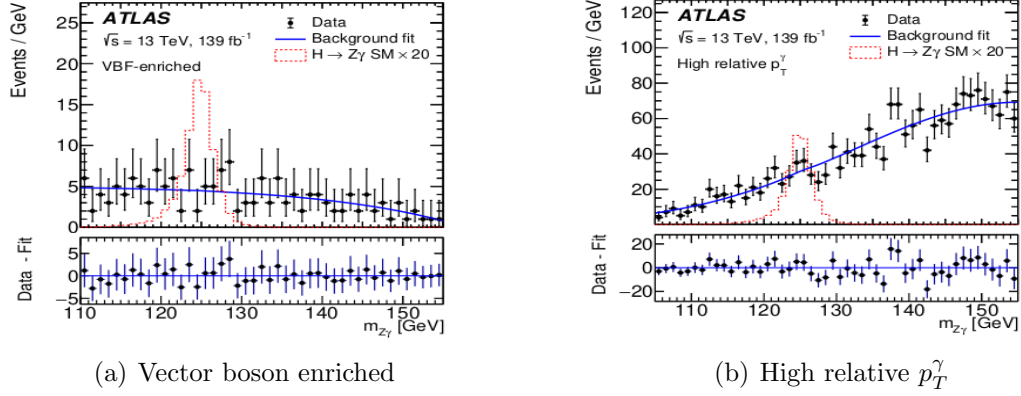 ATLAS
√s = 13 TeV, 139 fb⁻¹
VBF-enriched
Data
Background fit
H → Zγ SM × 20
Events / GeV
25
20
15
10
5
0
Data - Fit
5
0
−5
110 120 130 140 150
m_Zγ [GeV]
(a) Vector boson enriched
ATLAS
√s = 13 TeV, 139 fb⁻¹
High relative p_T^γ
Data
Background fit
H → Zγ SM × 20
Events / GeV
120
100
80
60
40
20
0
Data - Fit
20
0
−20
110 120 130 140 150
m_Zγ [GeV]
(b) High relative p_T^γ